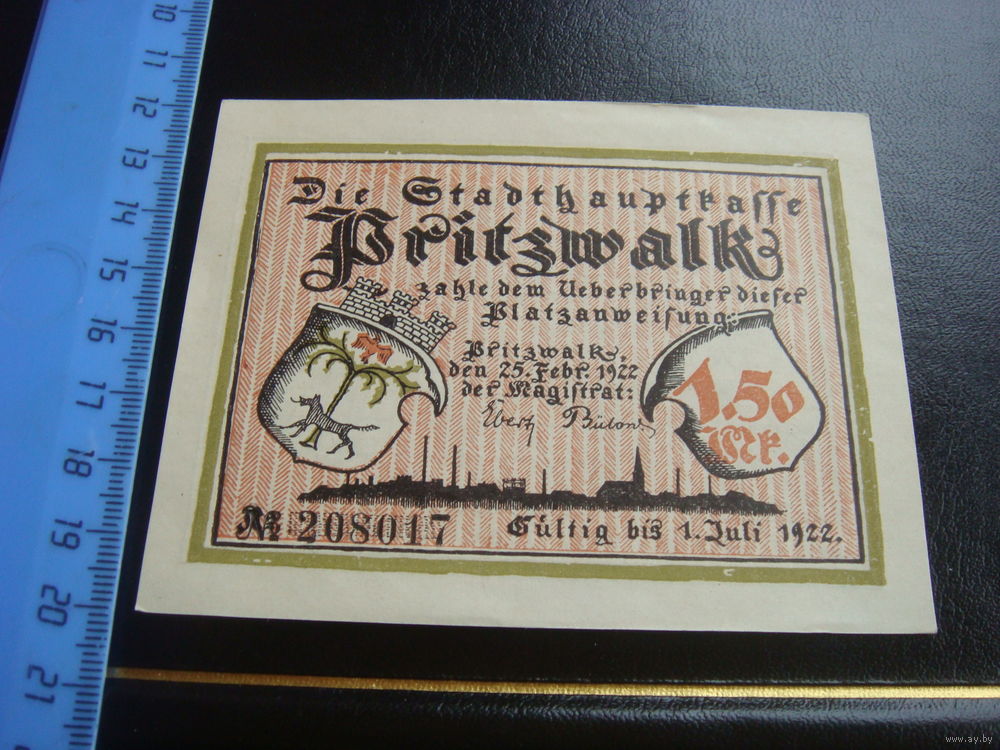 10
11
12
13
14
15
16
17
18
19
20
21
Die Stadthauptkasse
Pritzwalk
zahle dem Ueberbringer dieser
Platzanweisung:
Pritzwalk,
den 25. Febr. 1922
der Magistrat:
1.50
Mk.
№ 208017
Gültig bis 1. Juli 1922.
www.ay.by